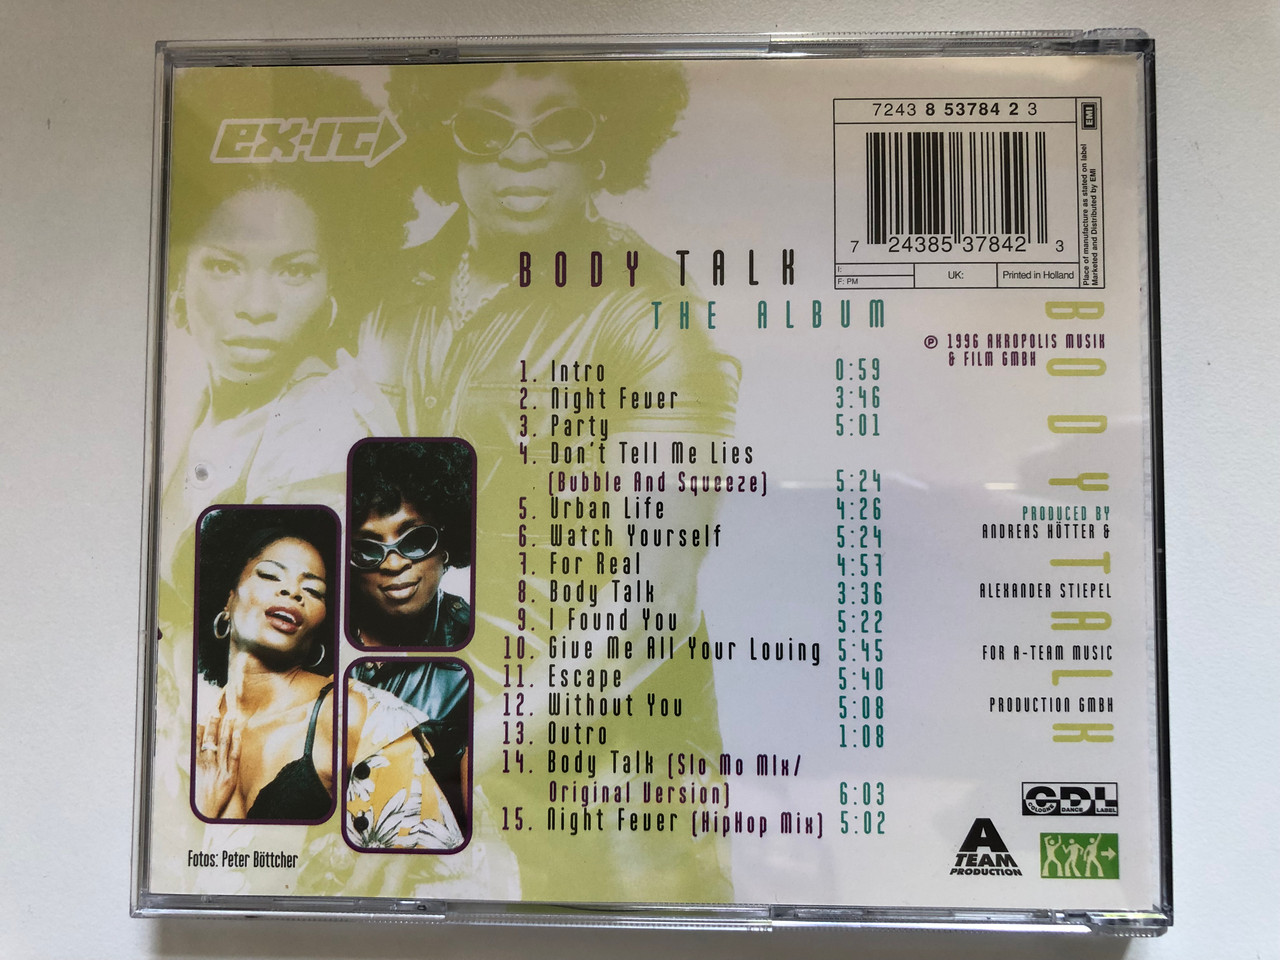 EX-IT
7243 8 53784 2 3
EMI
Place of manufacture as stated on label
Marketed and Distributed by EMI
7 24385 37842 3
I:
F: PM
UK:
Printed in Holland
BODY TALK
THE ALBUM
℗ 1996 AKROPOLIS MUSIK
& FILM GMBH
1. Intro 0:59
2. Night Fever 3:46
3. Party 5:01
4. Don't Tell Me Lies
(Bubble And Squeeze) 5:24
5. Urban Life 4:26
6. Watch Yourself 5:24
7. For Real 4:57
8. Body Talk 3:36
9. I Found You 5:22
10. Give Me All Your Loving 5:45
11. Escape 5:40
12. Without You 5:08
13. Outro 1:08
14. Body Talk (Slo Mo Mix/
Original Version) 6:03
15. Night Fever (HipHop Mix) 5:02
BODY TALK
PRODUCED BY
ANDREAS HÖTTER &
ALEXANDER STIEPEL
FOR A-TEAM MUSIC
PRODUCTION GMBH
CDL
COLOGNE DANCE LABEL
A
TEAM
PRODUCTION
Fotos: Peter Böttcher